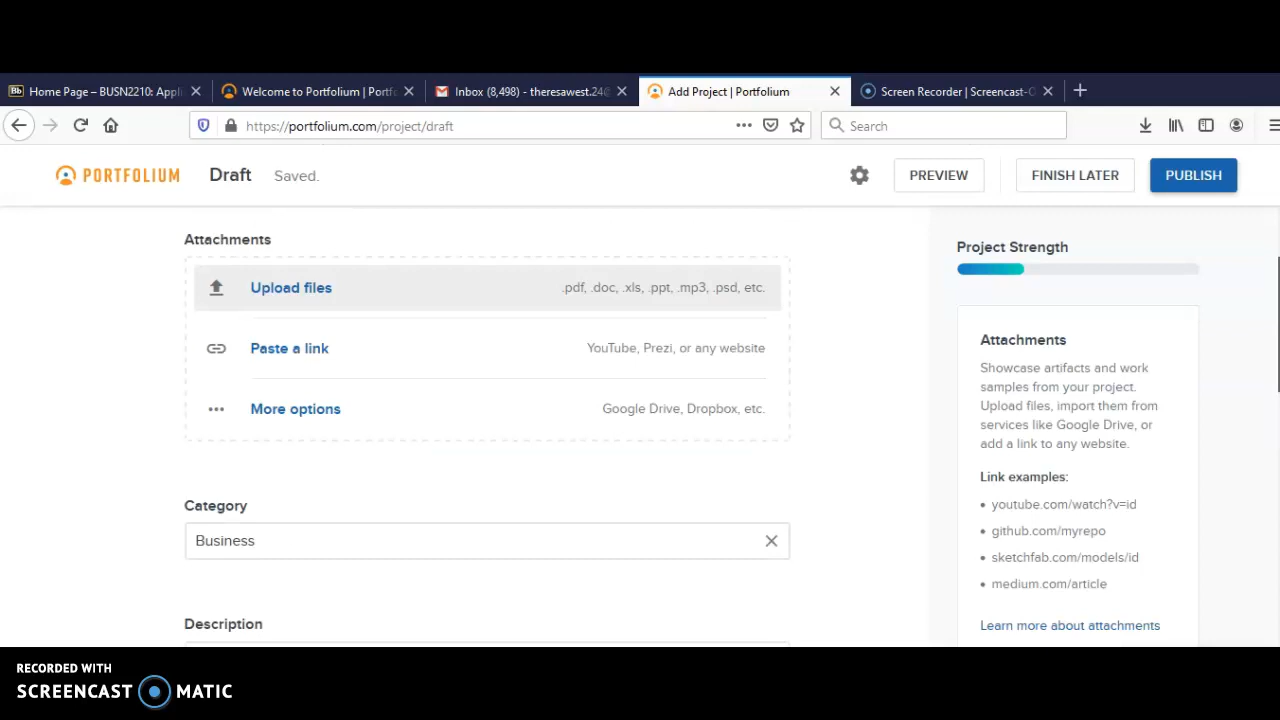 Bb Home Page – BUSN2210: Appli
Welcome to Portfolium | Portfo
Inbox (8,498) – theresawest.24@
Add Project | Portfolium
Screen Recorder | Screencast-O
https://portfolium.com/project/draft
Search
PORTFOLIUM
Draft
Saved.
PREVIEW
FINISH LATER
PUBLISH
Attachments
Upload files
.pdf, .doc, .xls, .ppt, .mp3, .psd, etc.
Paste a link
YouTube, Prezi, or any website
More options
Google Drive, Dropbox, etc.
Category
Business
Description
Project Strength
Attachments
Showcase artifacts and work
samples from your project.
Upload files, import them from
services like Google Drive, or
add a link to any website.
Link examples:
• youtube.com/watch?v=id
• github.com/myrepo
• sketchfab.com/models/id
• medium.com/article
Learn more about attachments
RECORDED WITH
SCREENCAST MATIC